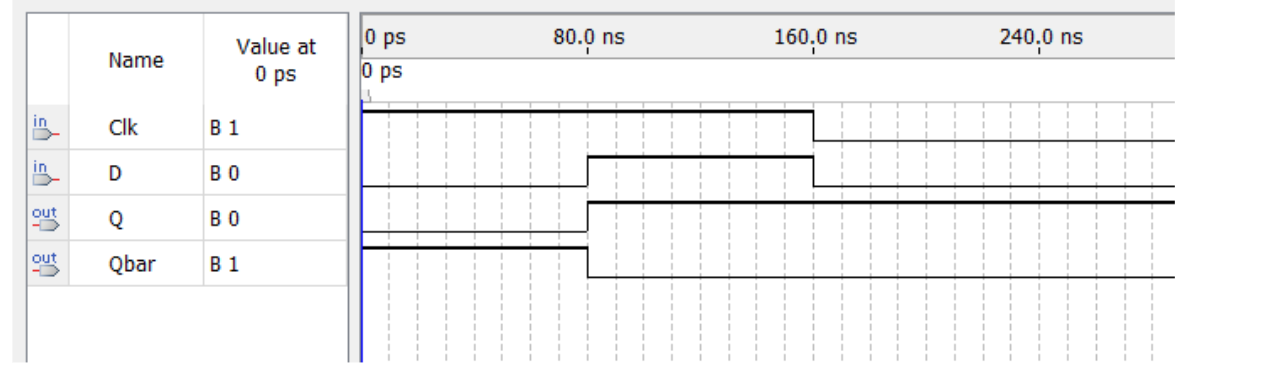 Name Value at 0 ps
0 ps 80.0 ns 160.0 ns 240.0 ns
0 ps
in Clk B 1
in D B 0
out Q B 0
out Qbar B 1